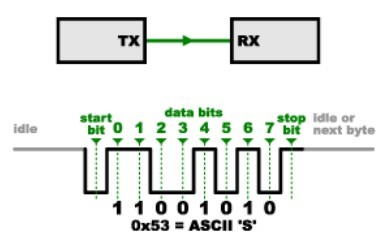 TX RX
start bit
data bits
0 1 2 3 4 5 6 7
stop bit
idle
idle or
next byte
1 1 0 0 1 0 1 0
0x53 = ASCII 'S'